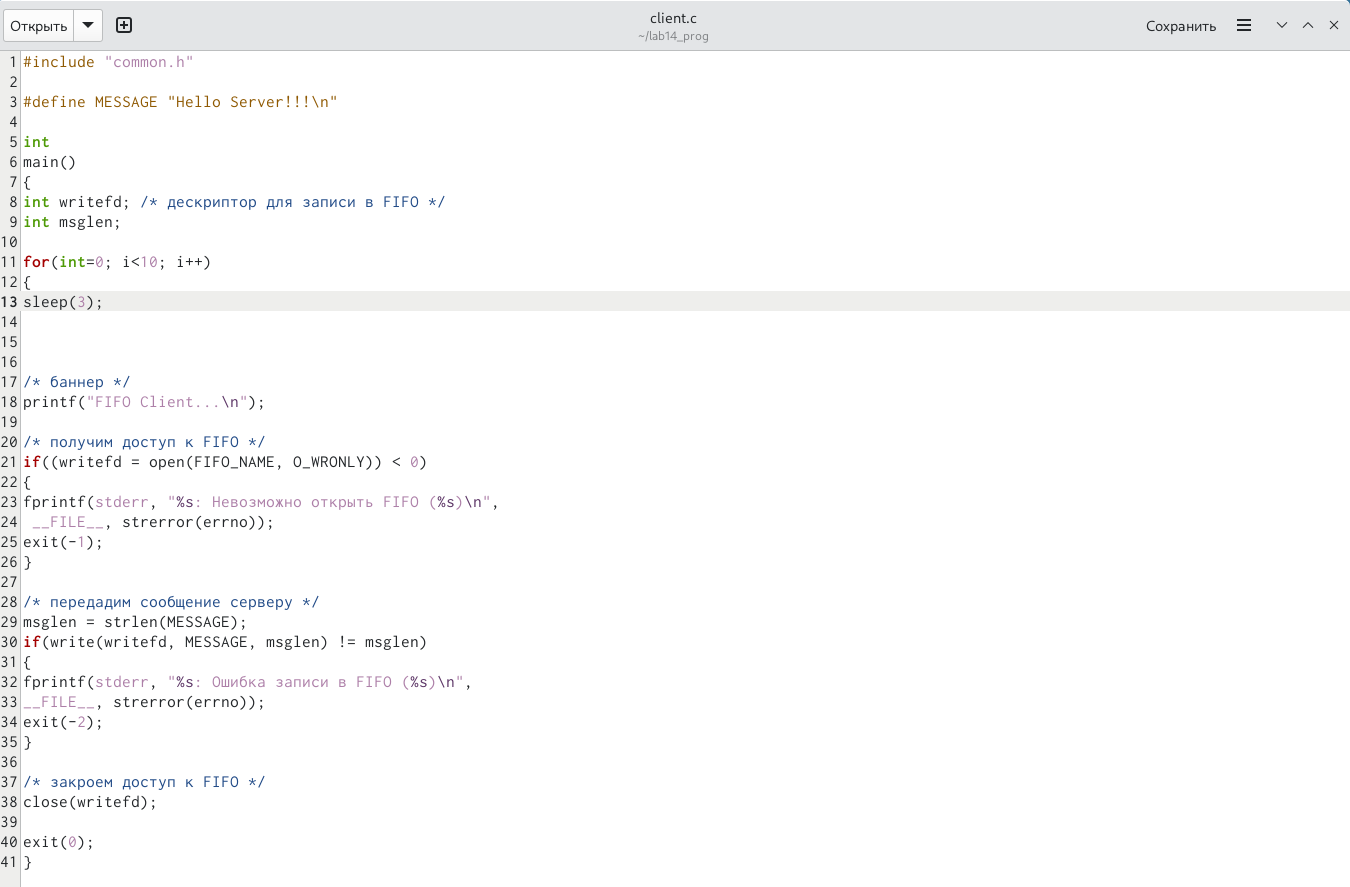 Открыть
client.c
~/lab14_prog
Сохранить
1 #include "common.h"
2
3 #define MESSAGE "Hello Server!!!\n"
4
5 int
6 main()
7 {
8 int writefd; /* дескриптор для записи в FIFO */
9 int msglen;
10
11 for(int=0; i<10; i++)
12 {
13 sleep(3);
14
15
16
17 /* баннер */
18 printf("FIFO Client...\n");
19
20 /* получим доступ к FIFO */
21 if((writefd = open(FIFO_NAME, O_WRONLY)) < 0)
22 {
23 fprintf(stderr, "%s: Невозможно открыть FIFO (%s)\n",
24  __FILE__, strerror(errno));
25 exit(-1);
26 }
27
28 /* передадим сообщение серверу */
29 msglen = strlen(MESSAGE);
30 if(write(writefd, MESSAGE, msglen) != msglen)
31 {
32 fprintf(stderr, "%s: Ошибка записи в FIFO (%s)\n",
33 __FILE__, strerror(errno));
34 exit(-2);
35 }
36
37 /* закроем доступ к FIFO */
38 close(writefd);
39
40 exit(0);
41 }